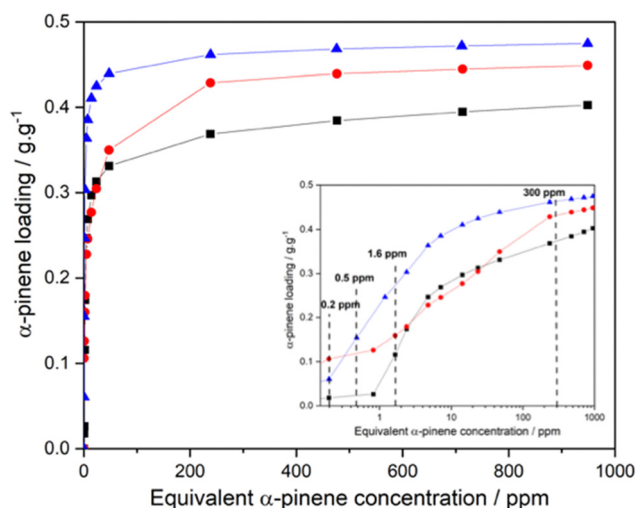 0.5
0.4
0.3
0.2
0.1
0.0
α-pinene loading / g.g⁻¹
0 200 400 600 800 1000
Equivalent α-pinene concentration / ppm
0.5
0.4
0.3
0.2
0.1
0.0
α-pinene loading / g.g⁻¹
300 ppm
1.6 ppm
0.5 ppm
0.2 ppm
1 10 100 1000
Equivalent α-pinene concentration / ppm